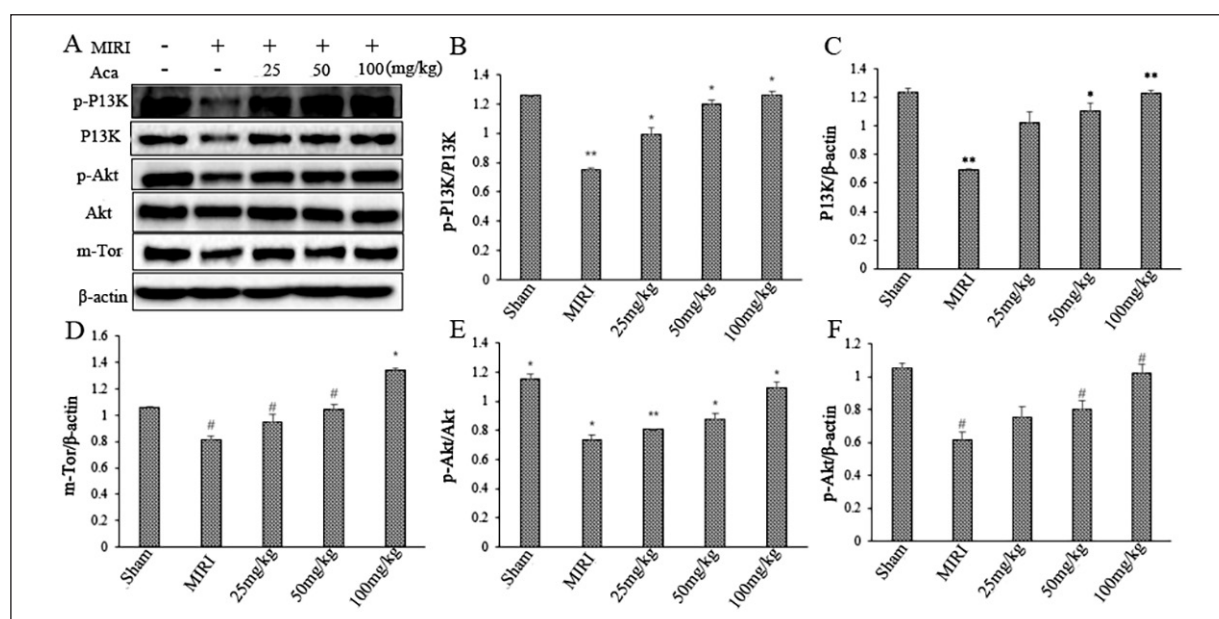 A MIRI - + + + +
Aca - - 25 50 100 (mg/kg)
p-P13K
P13K
p-Akt
Akt
m-Tor
β-actin
B
p-P13K/P13K
1.4
1.2
1
0.8
0.6
0.4
0.2
0
** * * *
Sham MIRI 25mg/kg 50mg/kg 100mg/kg
C
P13K/β-actin
1.4
1.2
1
0.8
0.6
0.4
0.2
0
** * **
Sham MIRI 25mg/kg 50mg/kg 100mg/kg
D
m-Tor/β-actin
1.6
1.4
1.2
1
0.8
0.6
0.4
0.2
0
# # # *
Sham MIRI 25mg/kg 50mg/kg 100mg/kg
E
p-Akt/Akt
1.4
1.2
1
0.8
0.6
0.4
0.2
0
* * ** * *
Sham MIRI 25mg/kg 50mg/kg 100mg/kg
F
p-Akt/β-actin
1.2
1
0.8
0.6
0.4
0.2
0
# # #
Sham MIRI 25mg/kg 50mg/kg 100mg/kg